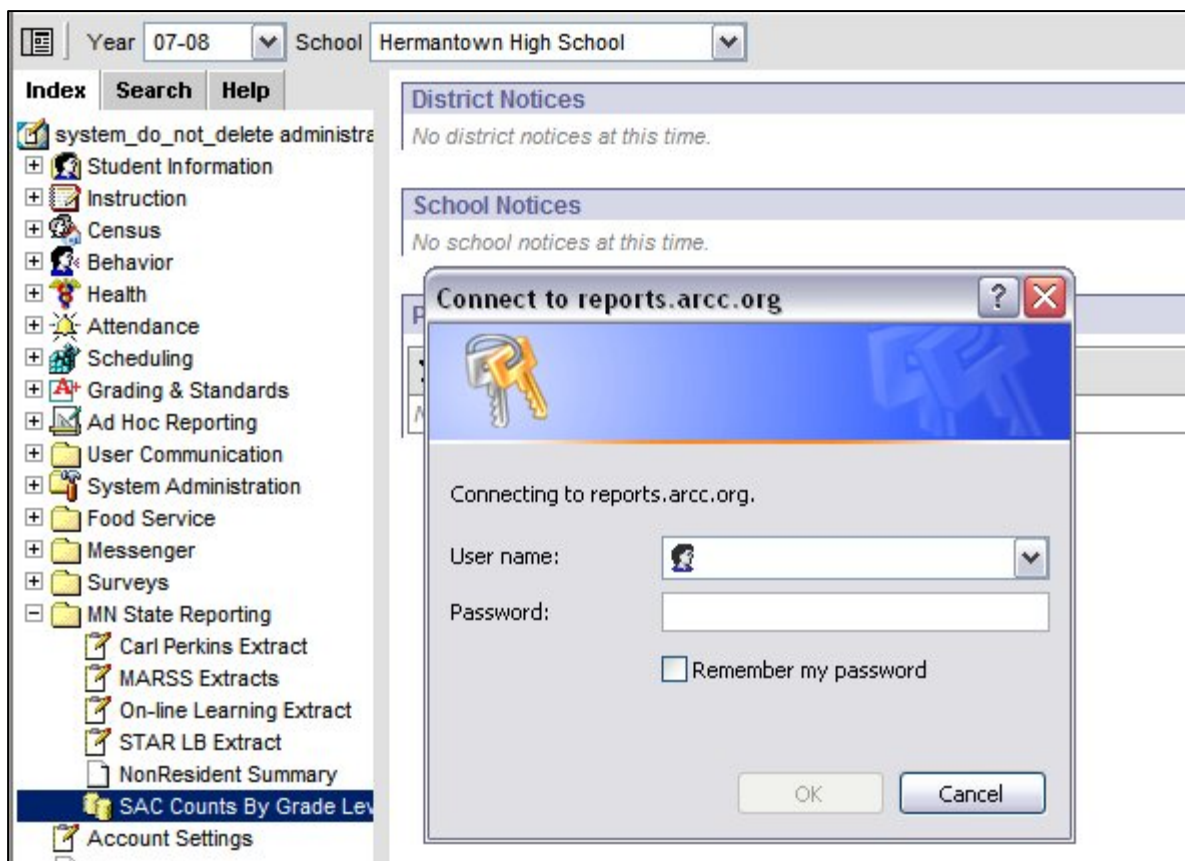 Year 07-08 School Hermantown High School
Index Search Help
system_do_not_delete administra
Student Information
Instruction
Census
Behavior
Health
Attendance
Scheduling
Grading & Standards
Ad Hoc Reporting
User Communication
System Administration
Food Service
Messenger
Surveys
MN State Reporting
Carl Perkins Extract
MARSS Extracts
On-line Learning Extract
STAR LB Extract
NonResident Summary
SAC Counts By Grade Lev
Account Settings
District Notices
No district notices at this time.
School Notices
No school notices at this time.
Connect to reports.arcc.org
Connecting to reports.arcc.org.
User name:
Password:
Remember my password
OK Cancel